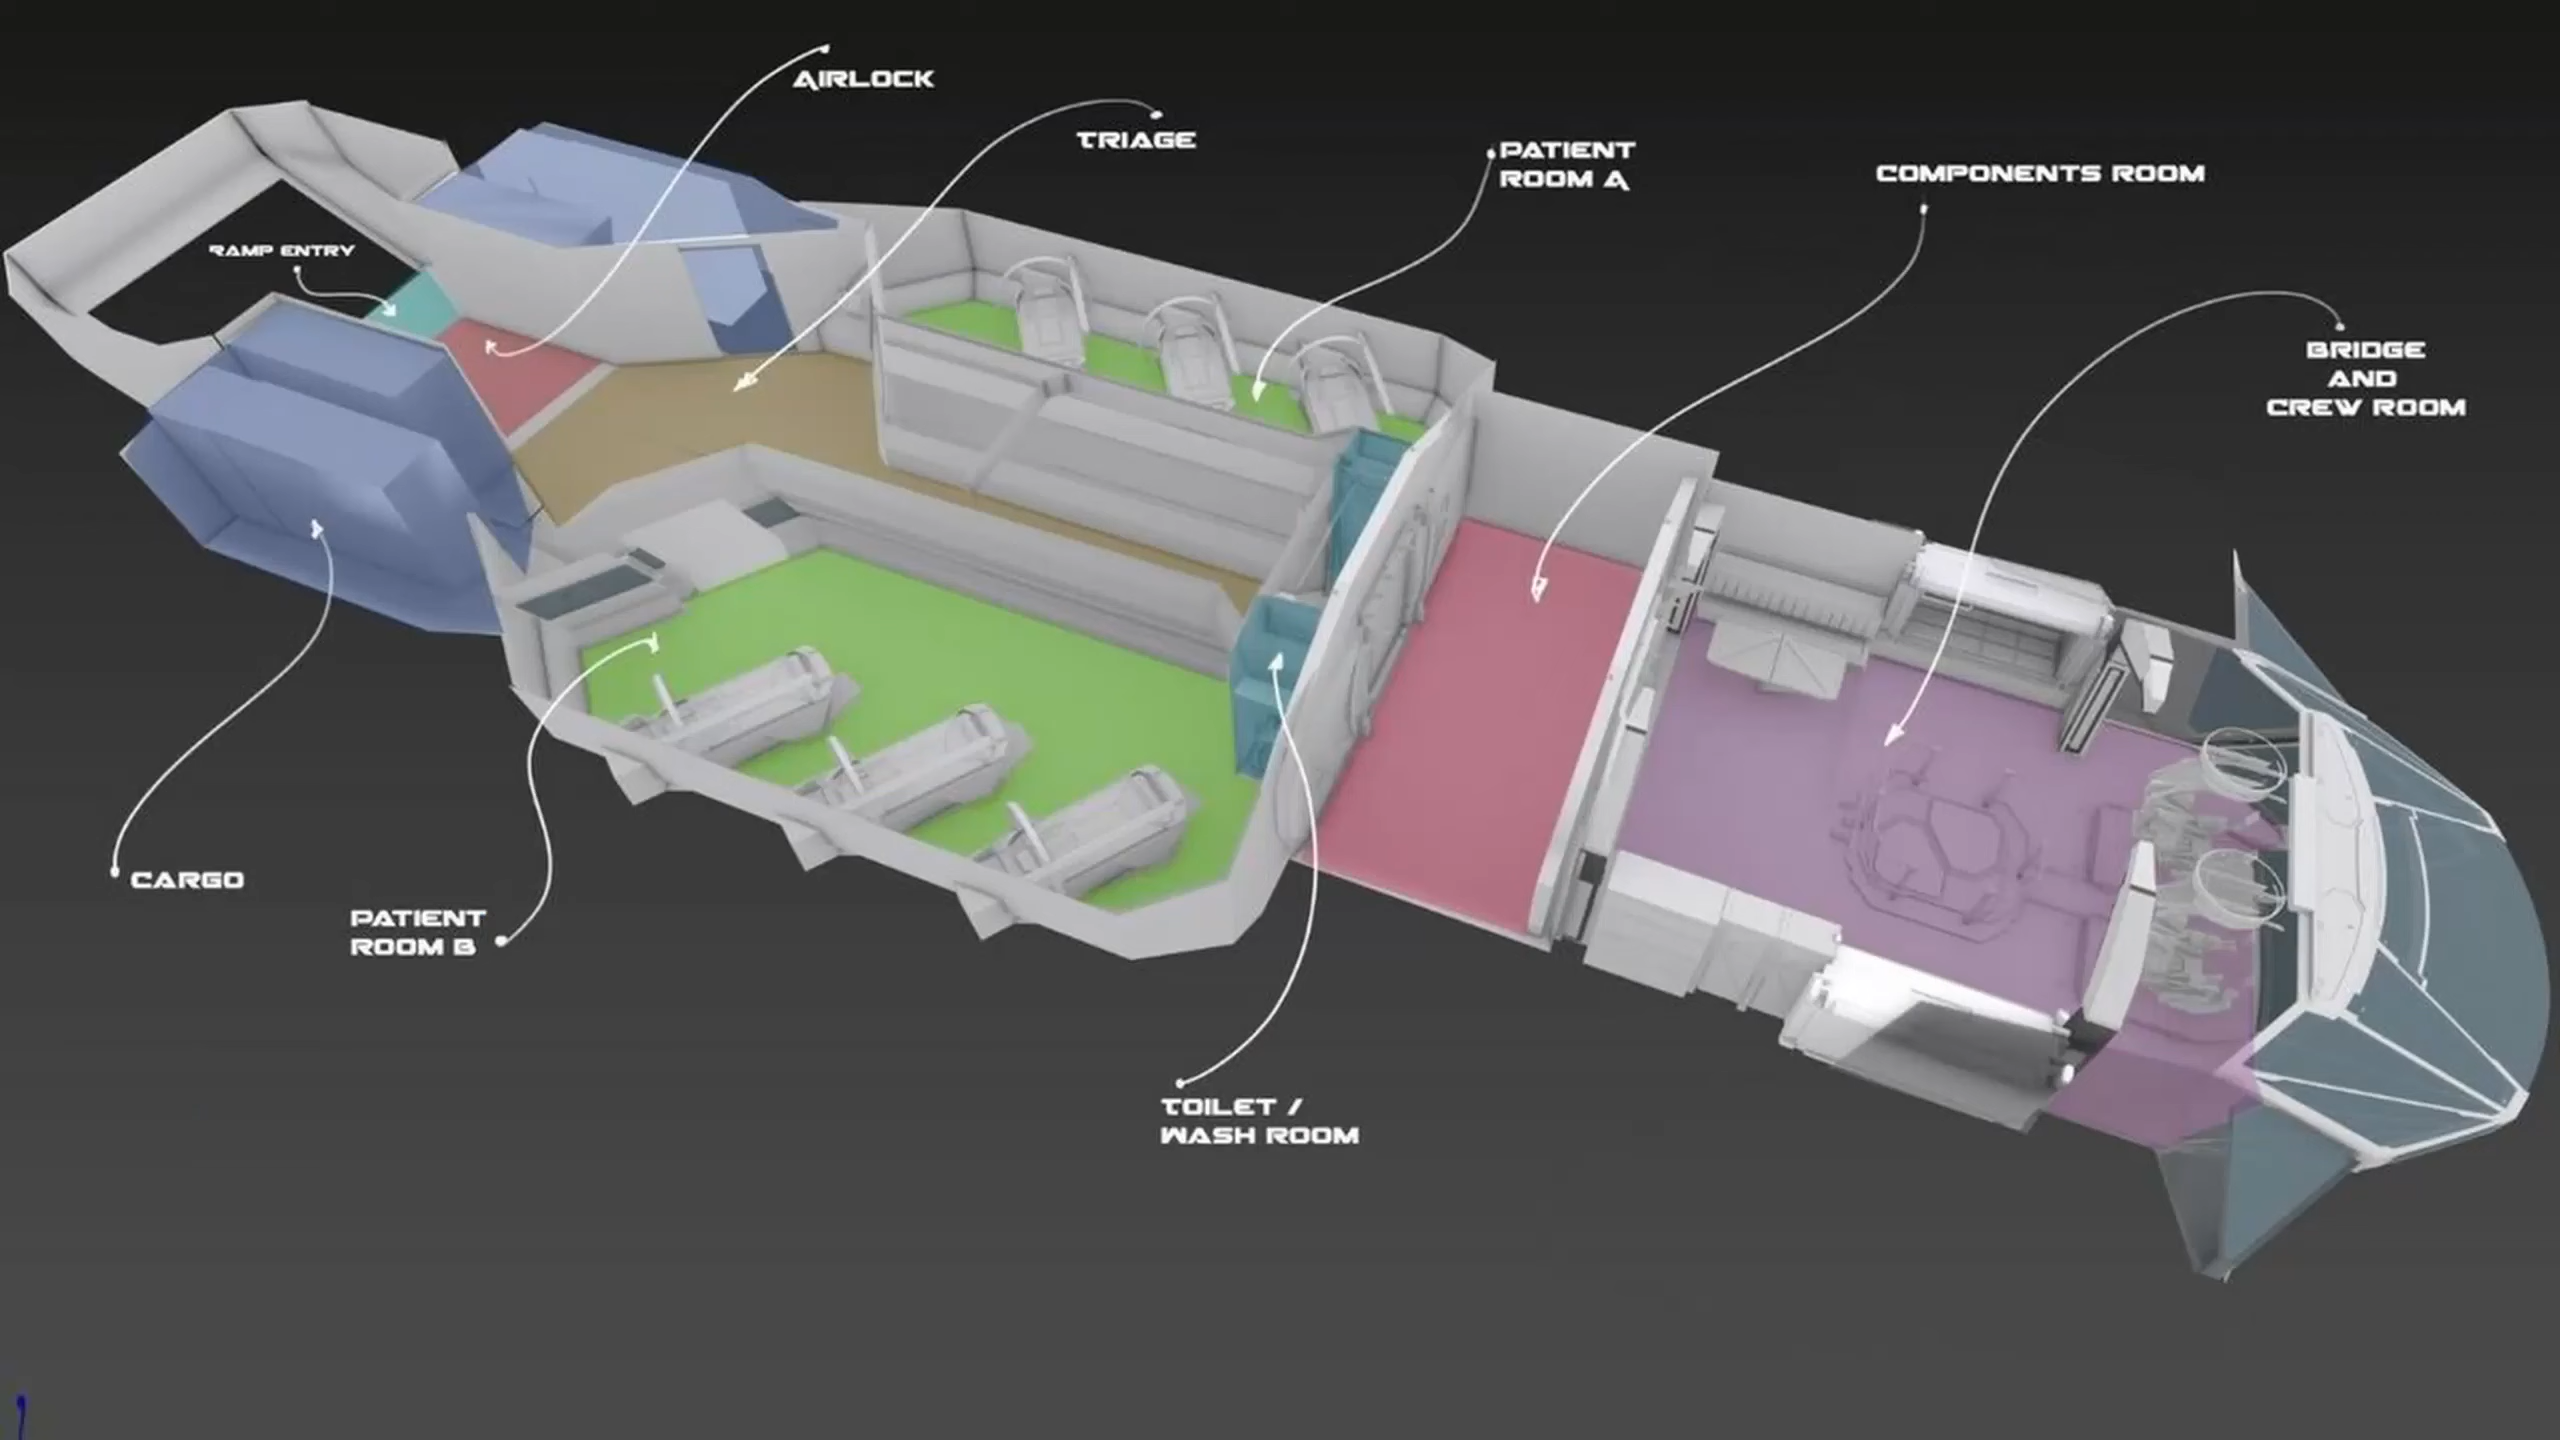 AIRLOCK
TRIAGE
PATIENT
ROOM A
COMPONENTS ROOM
RAMP ENTRY
BRIDGE
AND
CREW ROOM
CARGO
PATIENT
ROOM B
TOILET /
WASH ROOM